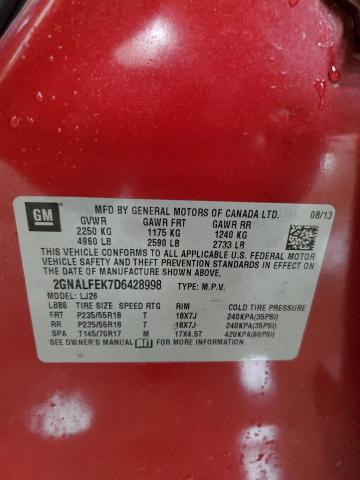 GM
MFD BY GENERAL MOTORS OF CANADA LTD. 08/13
GVWR GAWR FRT GAWR RR
2250 KG 1175 KG 1240 KG
4960 LB 2590 LB 2733 LB
THIS VEHICLE CONFORMS TO ALL APPLICABLE U.S. FEDERAL MOTOR
VEHICLE SAFETY AND THEFT PREVENTION STANDARDS IN EFFECT ON THE
DATE OF MANUFACTURE SHOWN ABOVE.
2GNALFEK7D6428998 TYPE: M.P.V.
MODEL: LJ26
LBB6 TIRE SIZE SPEED RTG RIM COLD TIRE PRESSURE
FRT P235/55R18 T 18X7J 240KPA(35PSI)
RR P235/55R18 T 18X7J 240KPA(35PSI)
SPA T145/70R17 M 17X4.5T 420KPA(60PSI)
SEE OWNER'S MANUAL FOR MORE INFORMATION.